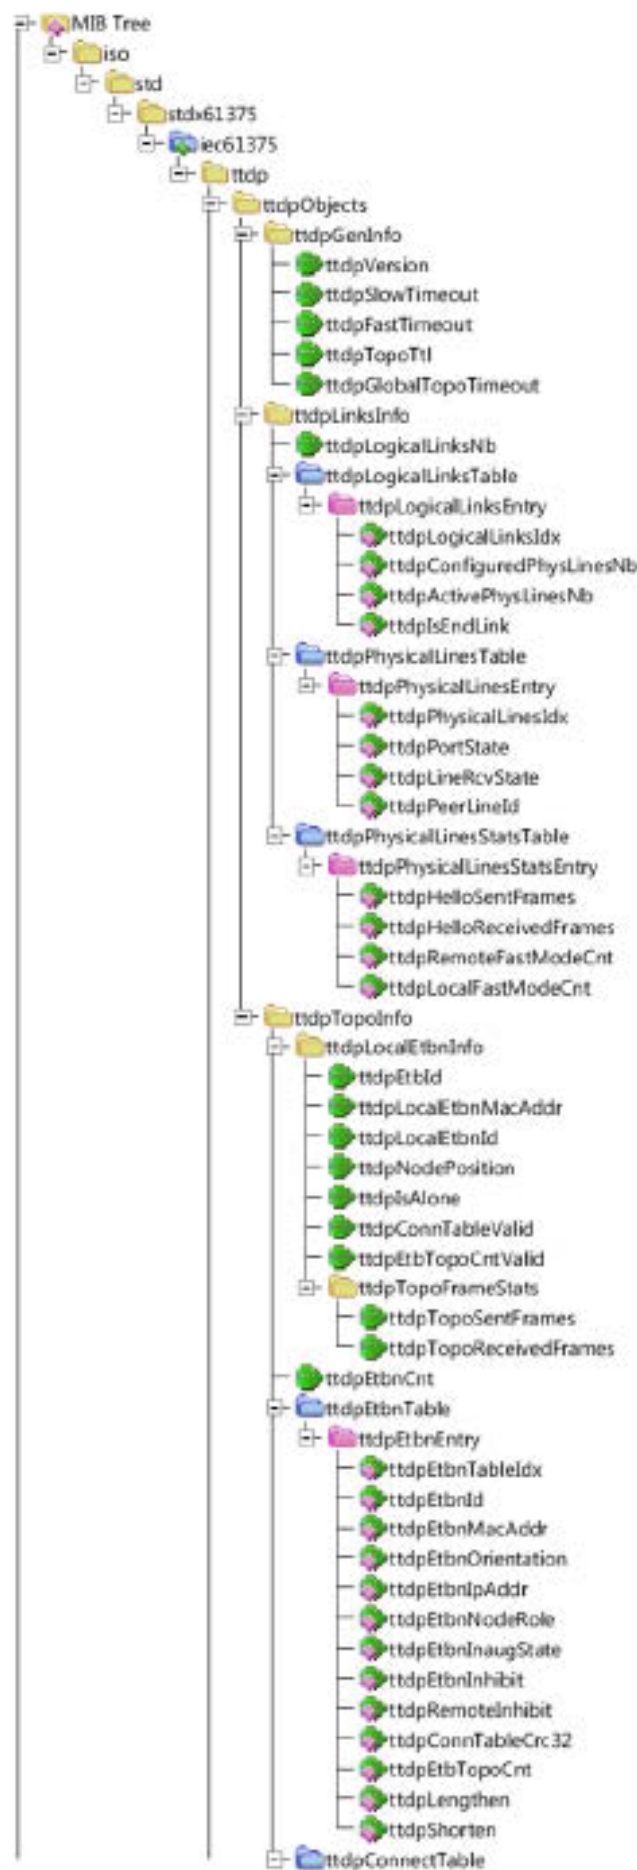 MIB Tree
iso
std
stdx61375
iec61375
ttdp
ttdpObjects
ttdpGenInfo
ttdpVersion
ttdpSlowTimeout
ttdpFastTimeout
ttdpTopoTtl
ttdpGlobalTopoTimeout
ttdpLinksInfo
ttdpLogicalLinksNb
ttdpLogicalLinksTable
ttdpLogicalLinksEntry
ttdpLogicalLinksIdx
ttdpConfiguredPhysLinesNb
ttdpActivePhysLinesNb
ttdpIsEndLink
ttdpPhysicalLinesTable
ttdpPhysicalLinesEntry
ttdpPhysicalLinesIdx
ttdpPortState
ttdpLineRcvState
ttdpPeerLineId
ttdpPhysicalLinesStatsTable
ttdpPhysicalLinesStatsEntry
ttdpHelloSentFrames
ttdpHelloReceivedFrames
ttdpRemoteFastModeCnt
ttdpLocalFastModeCnt
ttdpTopoInfo
ttdpLocalEtbnInfo
ttdpEtbId
ttdpLocalEtbnMacAddr
ttdpLocalEtbnId
ttdpNodePosition
ttdpIsAlone
ttdpConnTableValid
ttdpEtbTopoCntValid
ttdpTopoFrameStats
ttdpTopoSentFrames
ttdpTopoReceivedFrames
ttdpEtbnCnt
ttdpEtbnTable
ttdpEtbnEntry
ttdpEtbnTableIdx
ttdpEtbnId
ttdpEtbnMacAddr
ttdpEtbnOrientation
ttdpEtbnIpAddr
ttdpEtbnNodeRole
ttdpEtbnInaugState
ttdpEtbnInhibit
ttdpRemoteInhibit
ttdpConnTableCrc32
ttdpEtbTopoCnt
ttdpLengthen
ttdpShorten
ttdpConnectTable